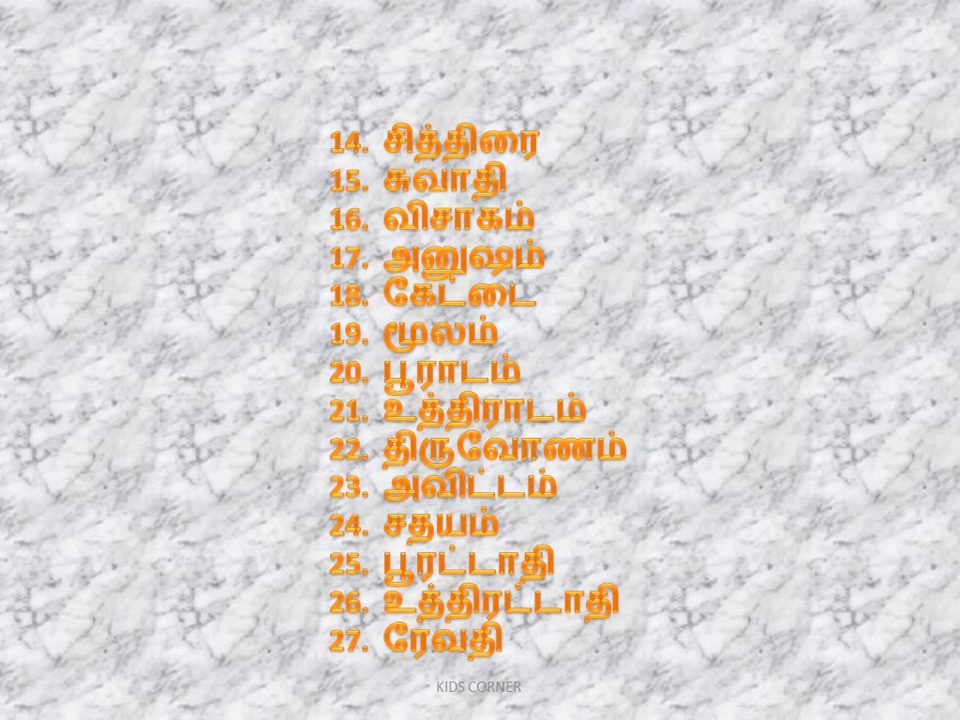 14. சித்திரை
15. சுவாதி
16. விசாகம்
17. அனுஷம்
18. கேட்டை
19. மூலம்
20. பூராடம்
21. உத்திராடம்
22. திருவோணம்
23. அவிட்டம்
24. சதயம்
25. பூரட்டாதி
26. உத்திரட்டாதி
27. ரேவதி
KIDS CORNER